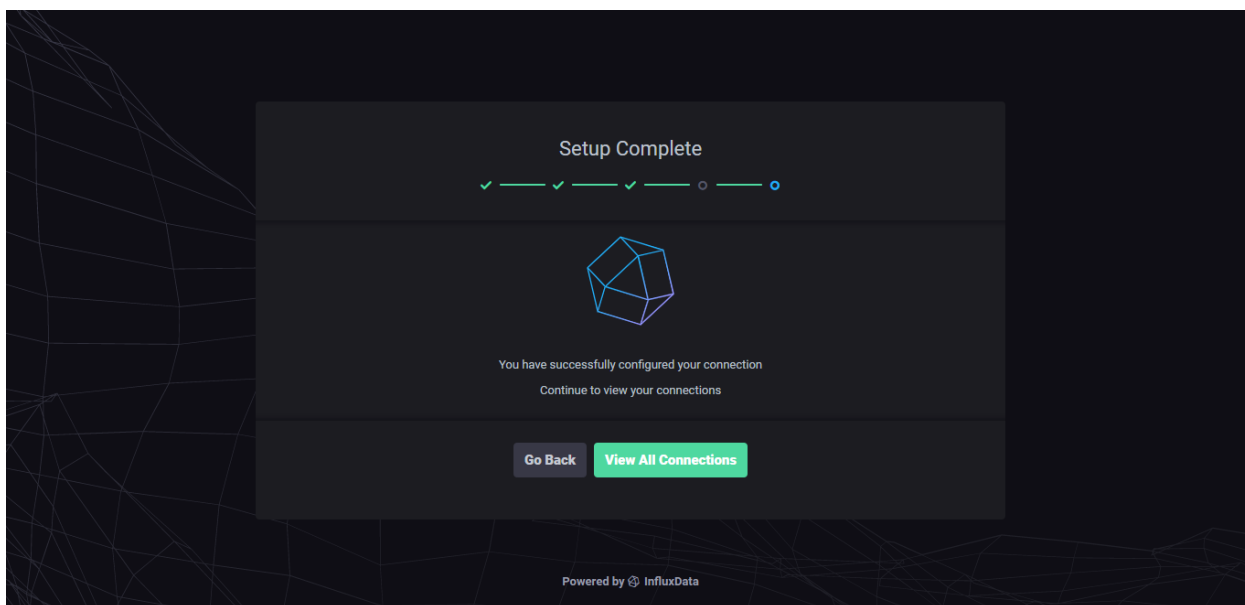 Setup Complete
You have successfully configured your connection
Continue to view your connections
Go Back
View All Connections
Powered by InfluxData